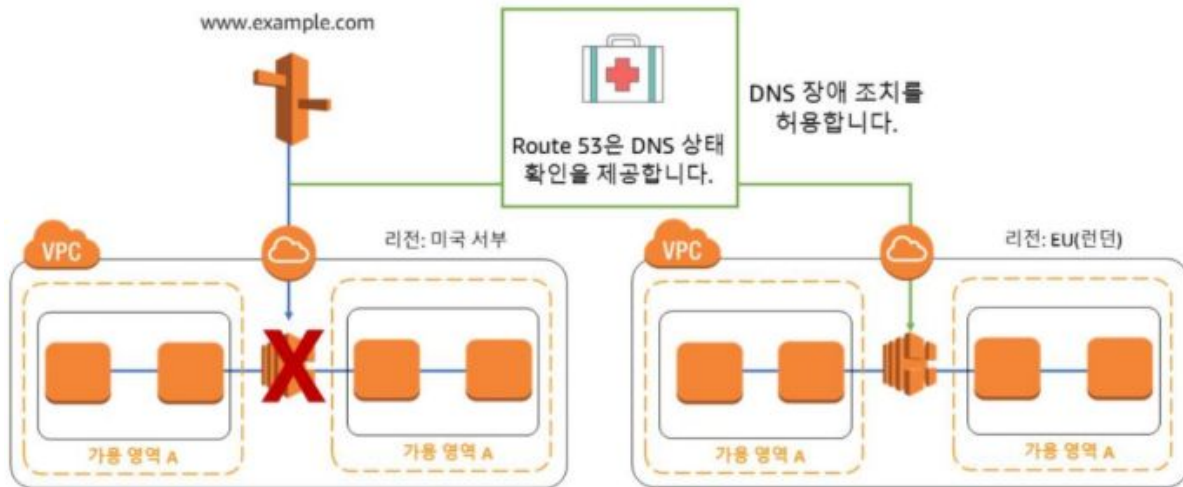 www.example.com
Route 53은 DNS 상태
확인을 제공합니다.
DNS 장애 조치를
허용합니다.
VPC
리전: 미국 서부
가용 영역 A
가용 영역 A
VPC
리전: EU(런던)
가용 영역 A
가용 영역 A